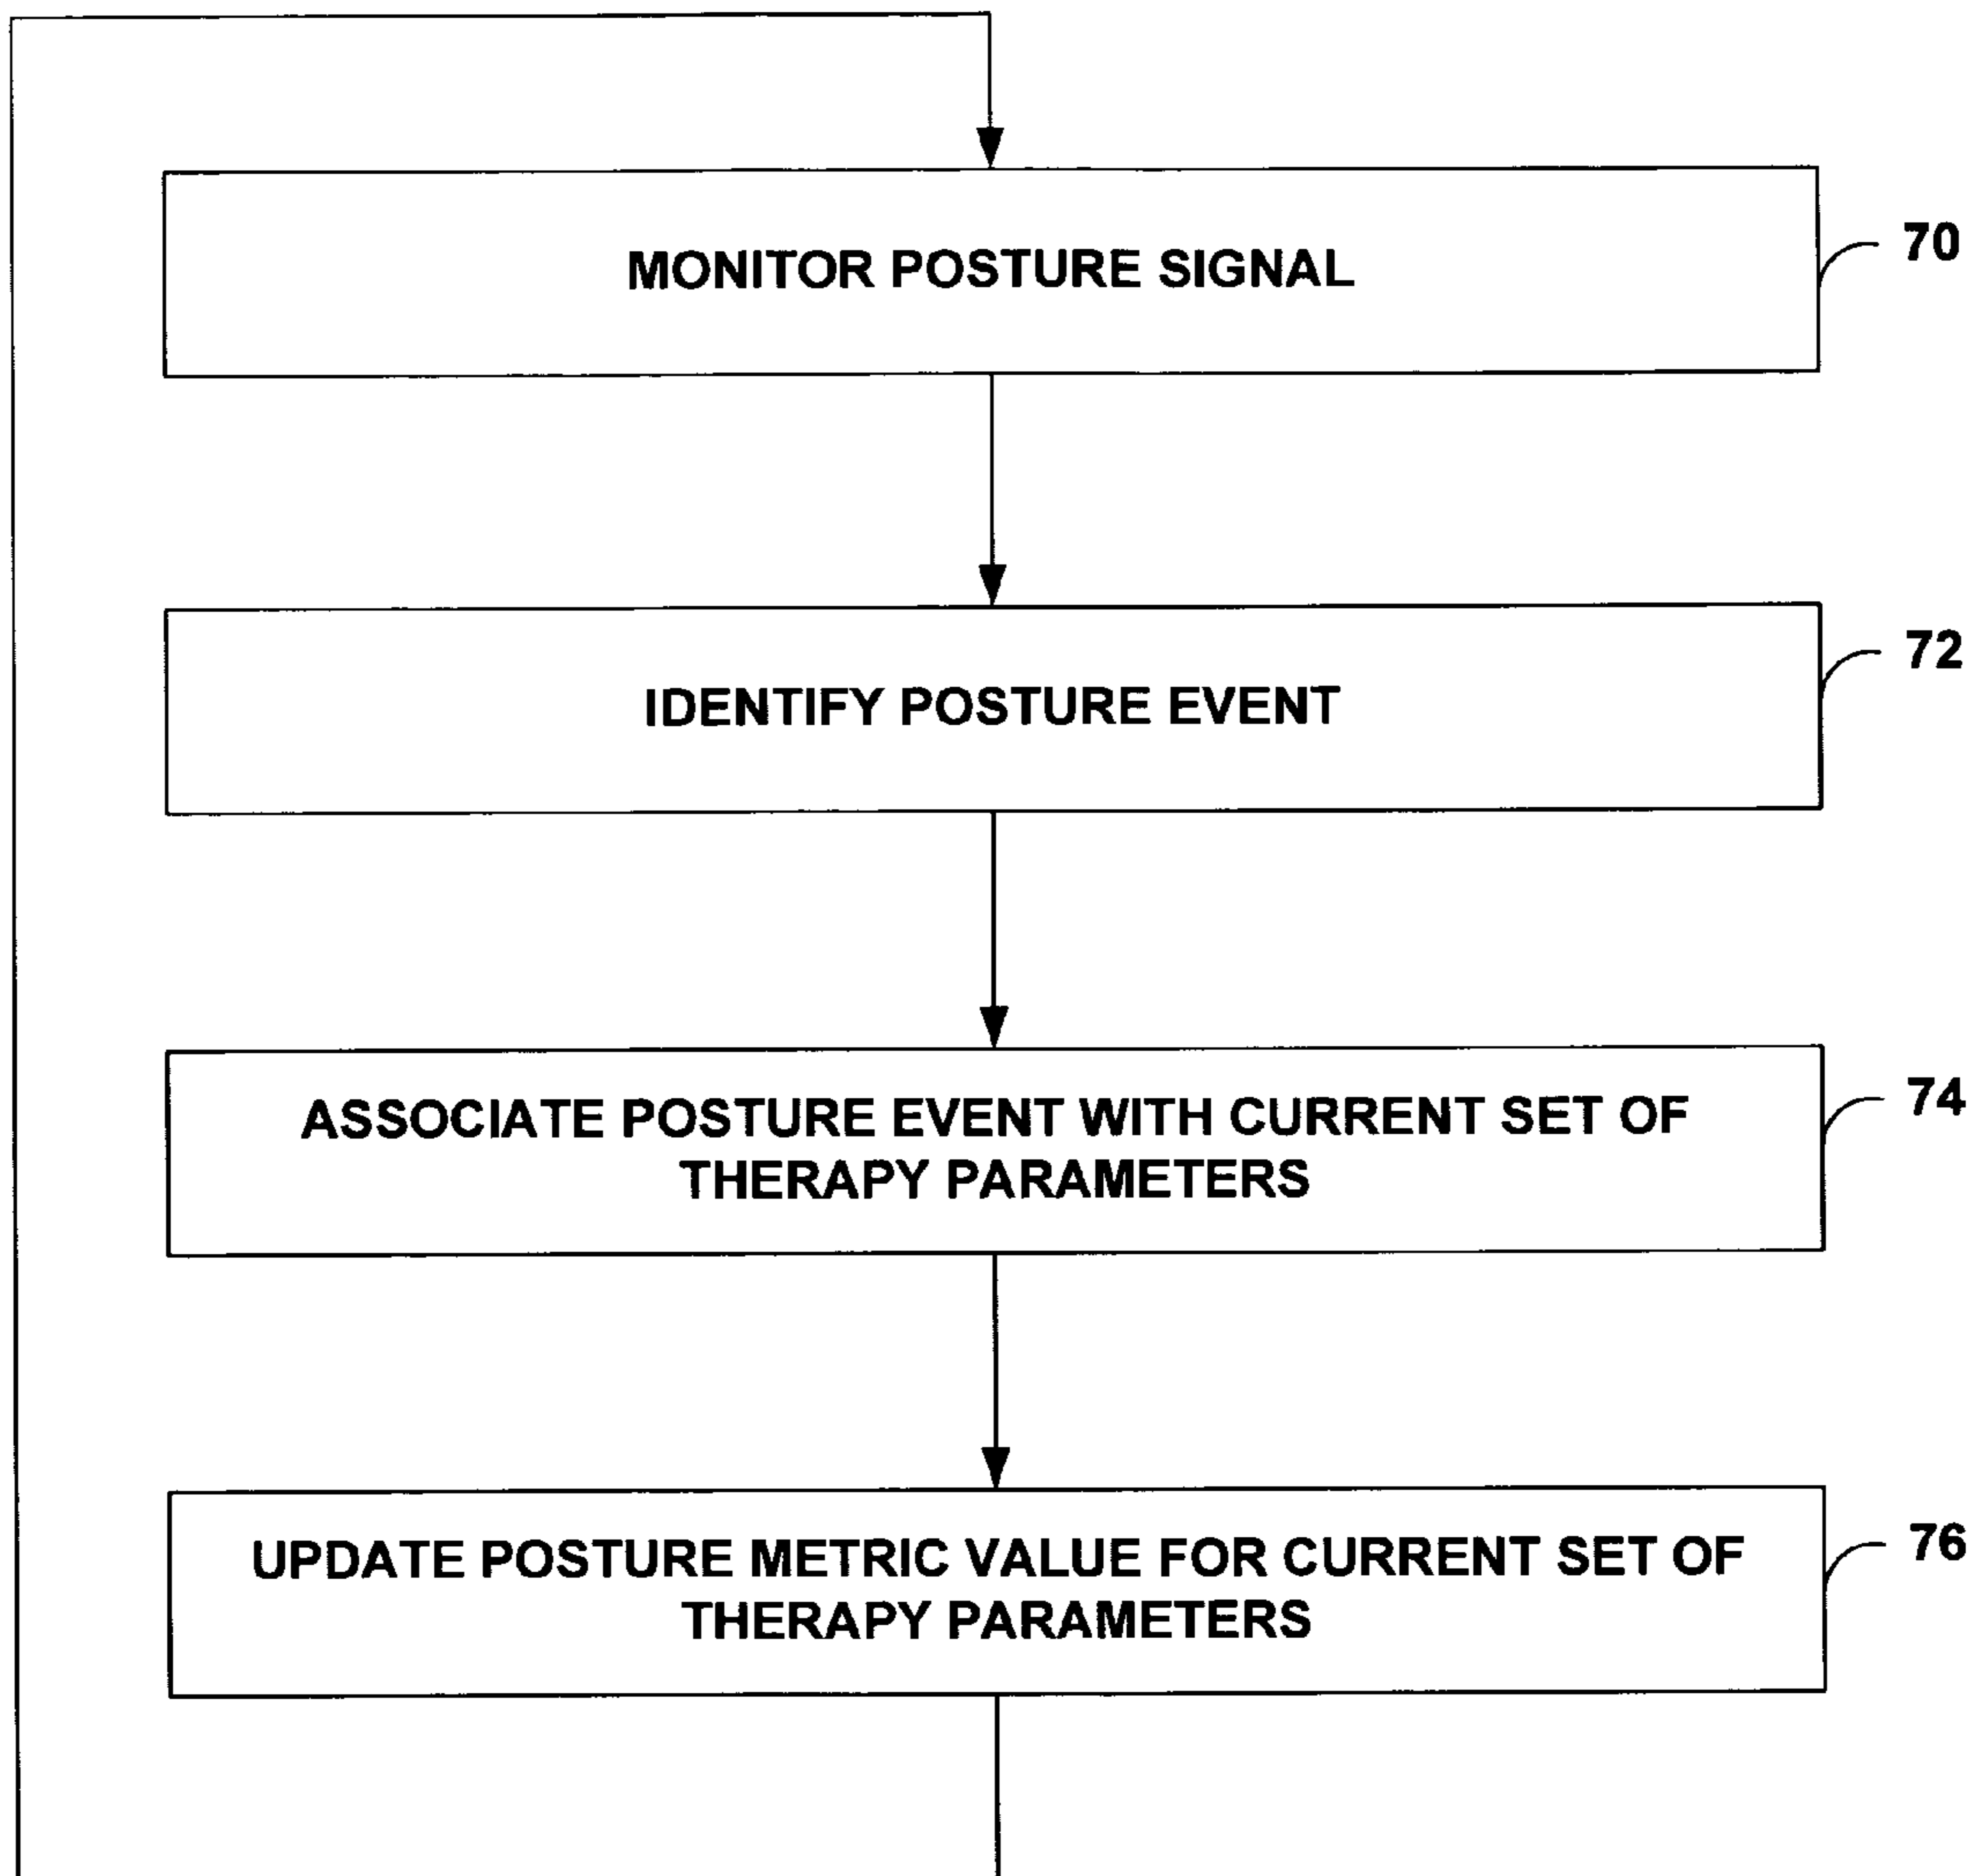 MONITOR POSTURE SIGNAL
70
IDENTIFY POSTURE EVENT
72
ASSOCIATE POSTURE EVENT WITH CURRENT SET OF
THERAPY PARAMETERS
74
UPDATE POSTURE METRIC VALUE FOR CURRENT SET OF
THERAPY PARAMETERS
76